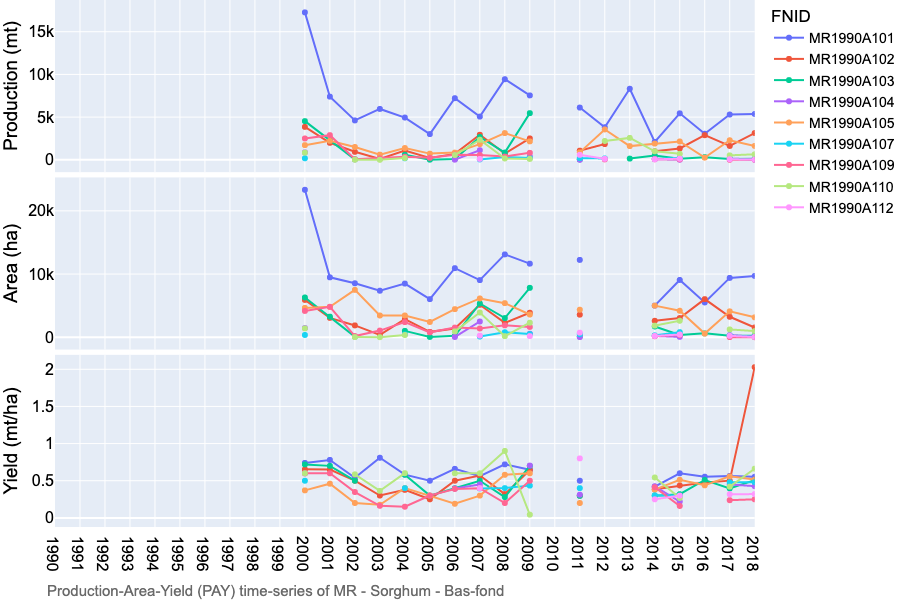 FNID
MR1990A101
MR1990A102
MR1990A103
MR1990A104
MR1990A105
MR1990A107
MR1990A109
MR1990A110
MR1990A112
Production (mt)
15k
10k
5k
0
Area (ha)
20k
10k
0
Yield (mt/ha)
2
1.5
1
0.5
0
1990 1991 1992 1993 1994 1995 1996 1997 1998 1999 2000 2001 2002 2003 2004 2005 2006 2007 2008 2009 2010 2011 2012 2013 2014 2015 2016 2017 2018
Production-Area-Yield (PAY) time-series of MR - Sorghum - Bas-fond